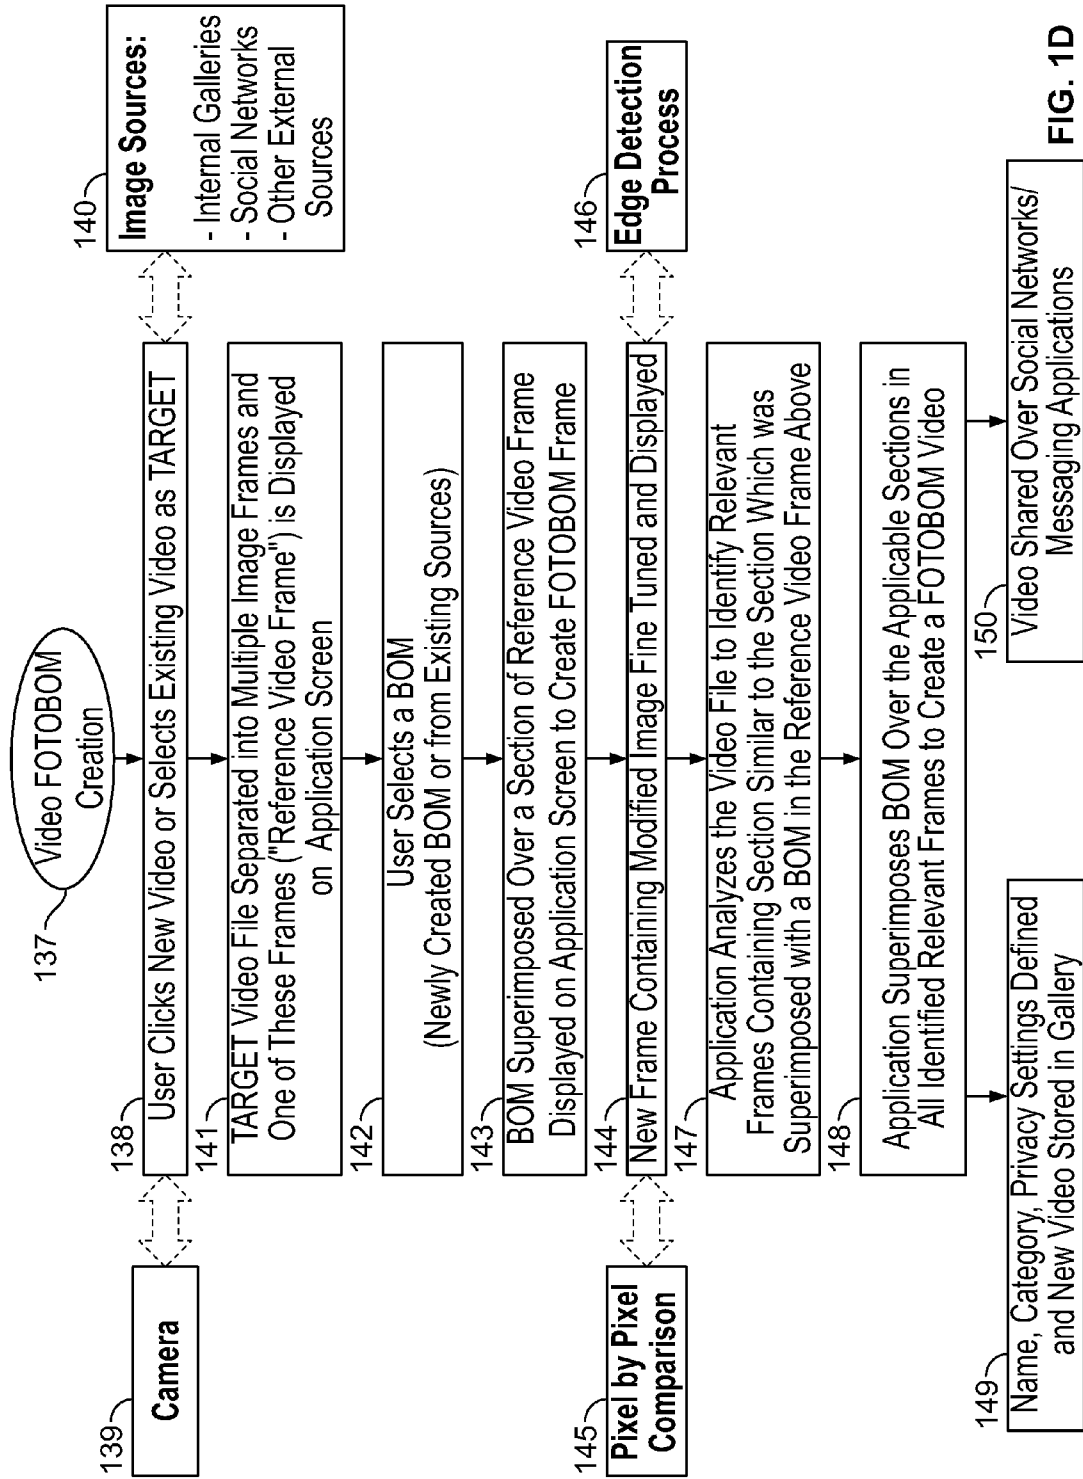 137
Video FOTOBOM
Creation
138
User Clicks New Video or Selects Existing Video as TARGET
139
Camera
140
Image Sources:
- Internal Galleries
- Social Networks
- Other External
Sources
141
TARGET Video File Separated into Multiple Image Frames and
One of These Frames ("Reference Video Frame") is Displayed
on Application Screen
142
User Selects a BOM
(Newly Created BOM or from Existing Sources)
143
BOM Superimposed Over a Section of Reference Video Frame
Displayed on Application Screen to Create FOTOBOM Frame
144
New Frame Containing Modified Image Fine Tuned and Displayed
145
Pixel by Pixel
Comparison
146
Edge Detection
Process
147
Application Analyzes the Video File to Identify Relevant
Frames Containing Section Similar to the Section Which was
Superimposed with a BOM in the Reference Video Frame Above
148
Application Superimposes BOM Over the Applicable Sections in
All Identified Relevant Frames to Create a FOTOBOM Video
149
Name, Category, Privacy Settings Defined
and New Video Stored in Gallery
150
Video Shared Over Social Networks/
Messaging Applications
FIG. 1D